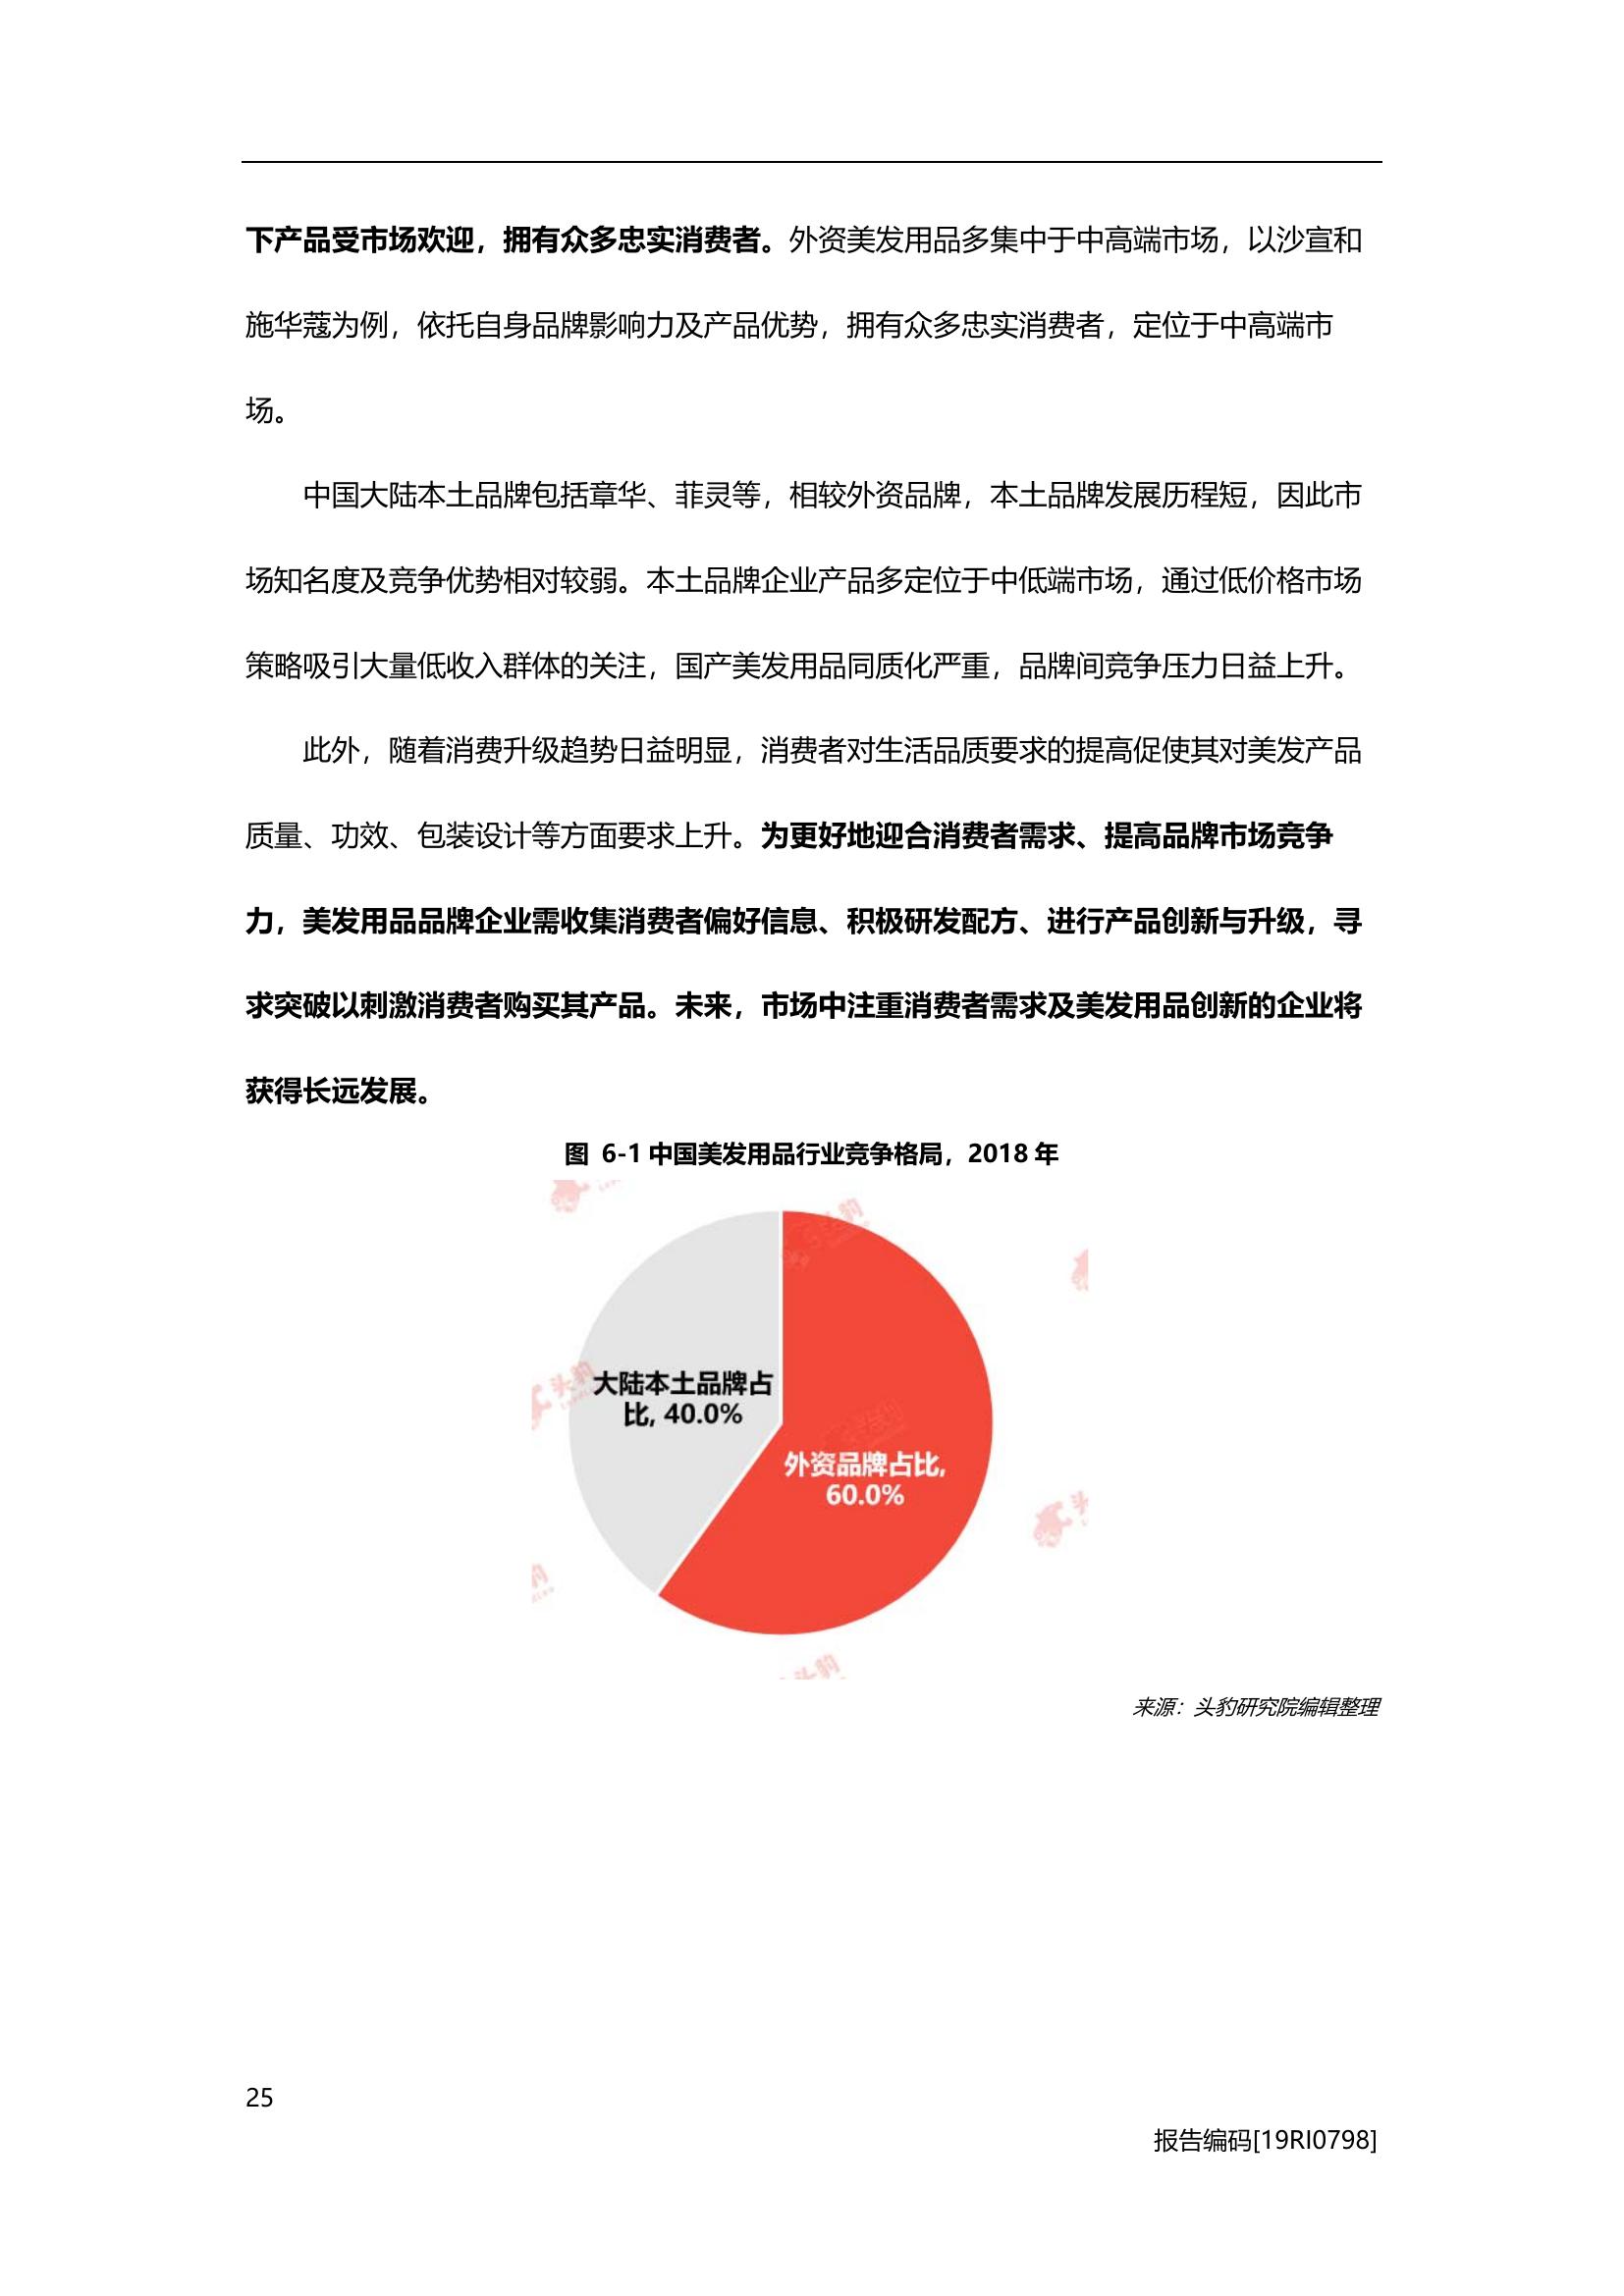 下产品受市场欢迎，拥有众多忠实消费者。外资美发用品多集中于中高端市场，以沙宣和
施华蔻为例，依托自身品牌影响力及产品优势，拥有众多忠实消费者，定位于中高端市
场。
中国大陆本土品牌包括章华、菲灵等，相较外资品牌，本土品牌发展历程短，因此市
场知名度及竞争优势相对较弱。本土品牌企业产品多定位于中低端市场，通过低价格市场
策略吸引大量低收入群体的关注，国产美发用品同质化严重，品牌间竞争压力日益上升。
此外，随着消费升级趋势日益明显，消费者对生活品质要求的提高促使其对美发产品
质量、功效、包装设计等方面要求上升。为更好地迎合消费者需求、提高品牌市场竞争
力，美发用品品牌企业需收集消费者偏好信息、积极研发配方、进行产品创新与升级，寻
求突破以刺激消费者购买其产品。未来，市场中注重消费者需求及美发用品创新的企业将
获得长远发展。
图 6-1 中国美发用品行业竞争格局，2018 年
头豹
头豹
大陆本土品牌占
比, 40.0%
外资品牌占比,
60.0%
头豹
来源：头豹研究院编辑整理
25
报告编码[19RI0798]